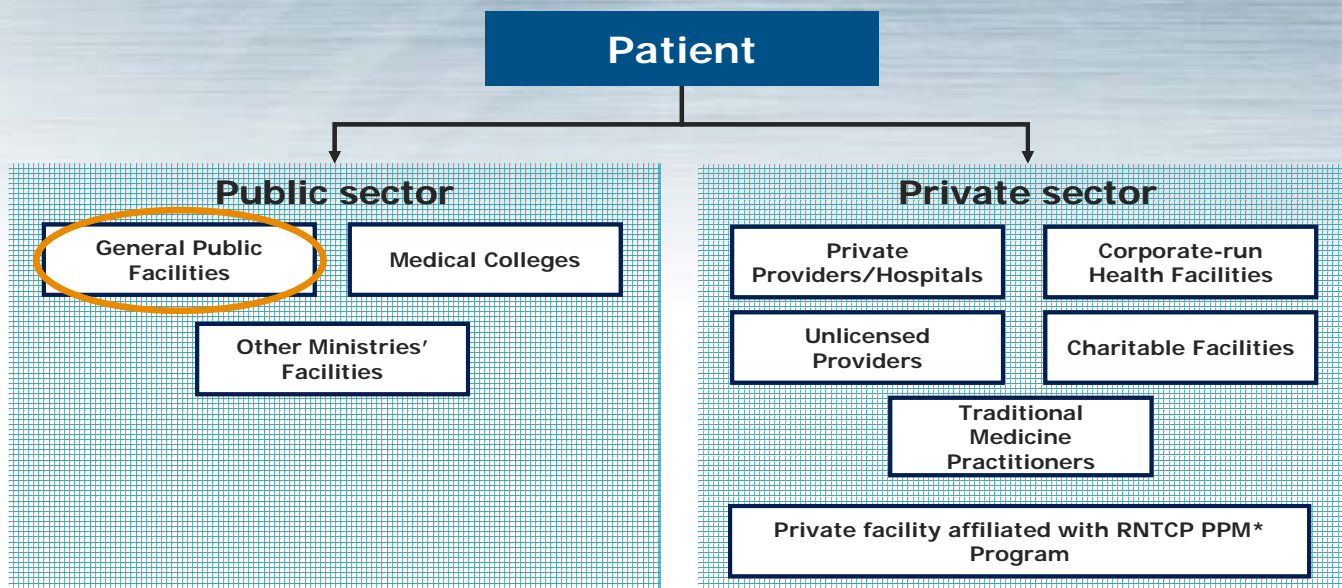 Patient
Public sector
General Public
Facilities
Medical Colleges
Other Ministries’
Facilities
Private sector
Private
Providers/Hospitals
Corporate-run
Health Facilities
Unlicensed
Providers
Charitable Facilities
Traditional
Medicine
Practitioners
Private facility affiliated with RNTCP PPM*
Program